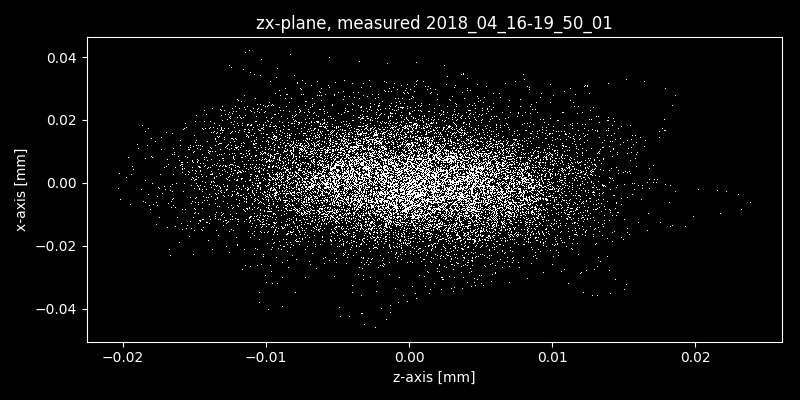 zx-plane, measured 2018_04_16-19_50_01
0.04
0.02
0.00
−0.02
−0.04
x-axis [mm]
−0.02 −0.01 0.00 0.01 0.02
z-axis [mm]